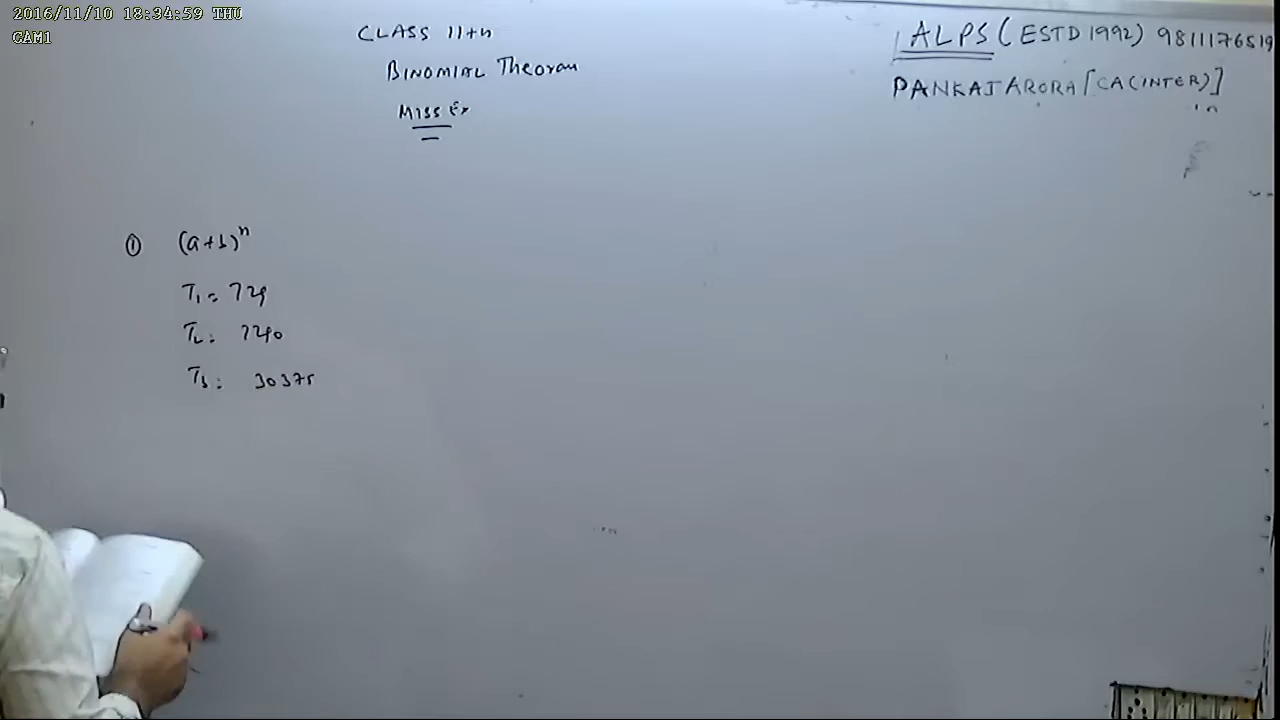 2016/11/10 18:34:59 THU
CAM1
CLASS 11th
BINOMIAL Theoram
MISS Ex
ALPS (ESTD 1992) 9811176519
PANKAJ ARORA [CA(INTER)]
① (a+b)ⁿ
T₁ = 729
T₂ : 7290
T₃ : 30375